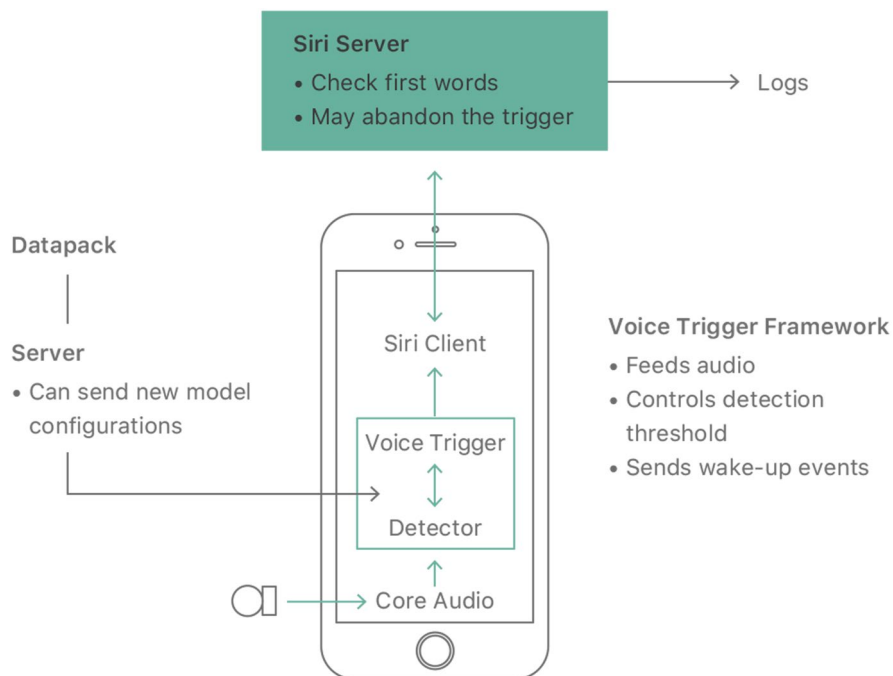 Siri Server
• Check first words
• May abandon the trigger
Logs
Datapack
Server
• Can send new model
configurations
Siri Client
Voice Trigger
Detector
Core Audio
Voice Trigger Framework
• Feeds audio
• Controls detection
threshold
• Sends wake-up events